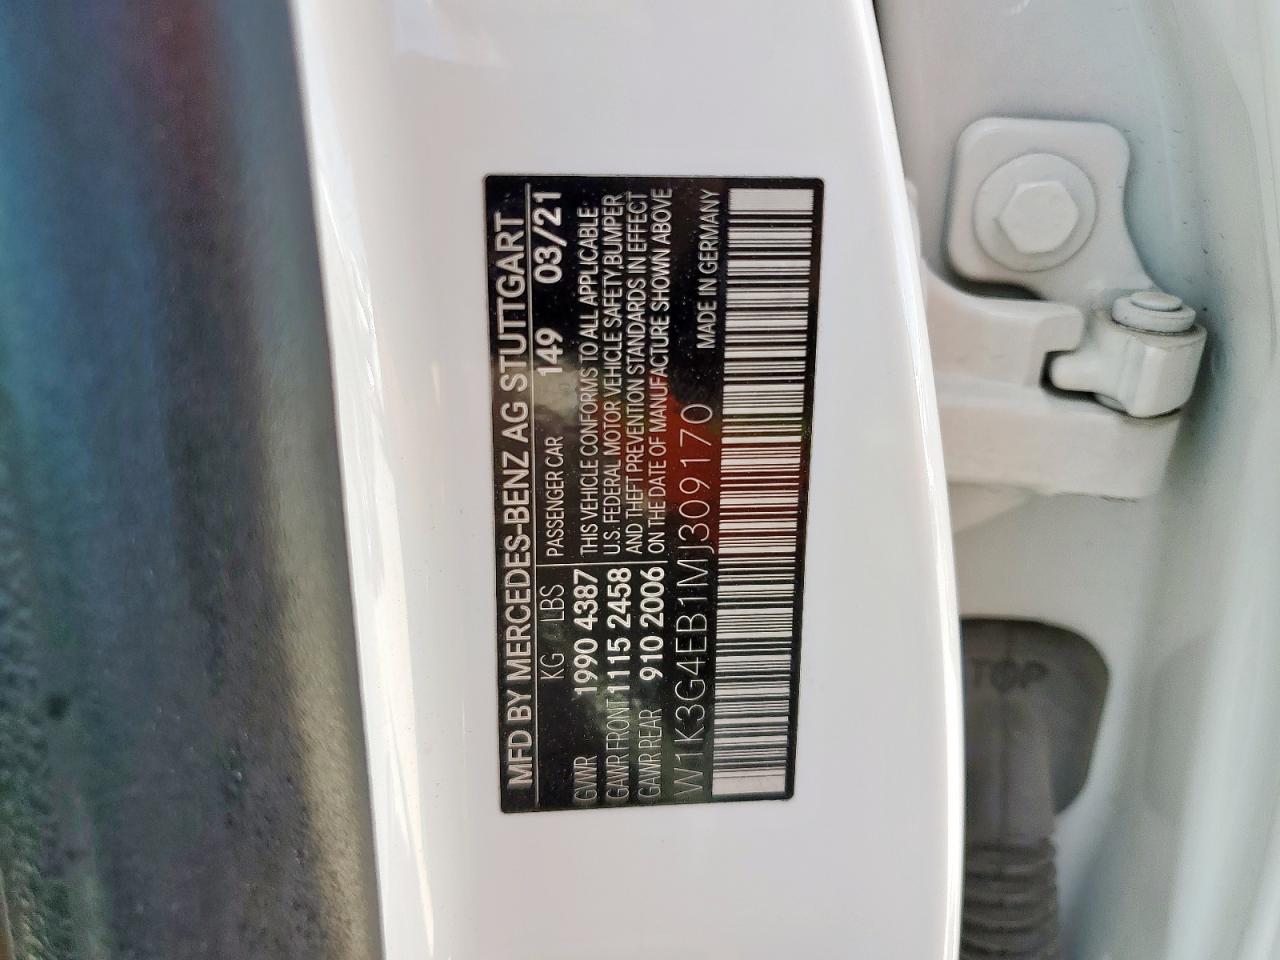 MFD BY MERCEDES-BENZ AG STUTTGART
KG LBS PASSENGER CAR 149 03/21
GVWR 1990 4387 THIS VEHICLE CONFORMS TO ALL APPLICABLE
GAWR FRONT 1115 2458 U.S. FEDERAL MOTOR VEHICLE SAFETY,BUMPER
GAWR REAR 910 2006 AND THEFT PREVENTION STANDARDS IN EFFECT
ON THE DATE OF MANUFACTURE SHOWN ABOVE
W1K3G4EB1MJ309170 MADE IN GERMANY
TOP